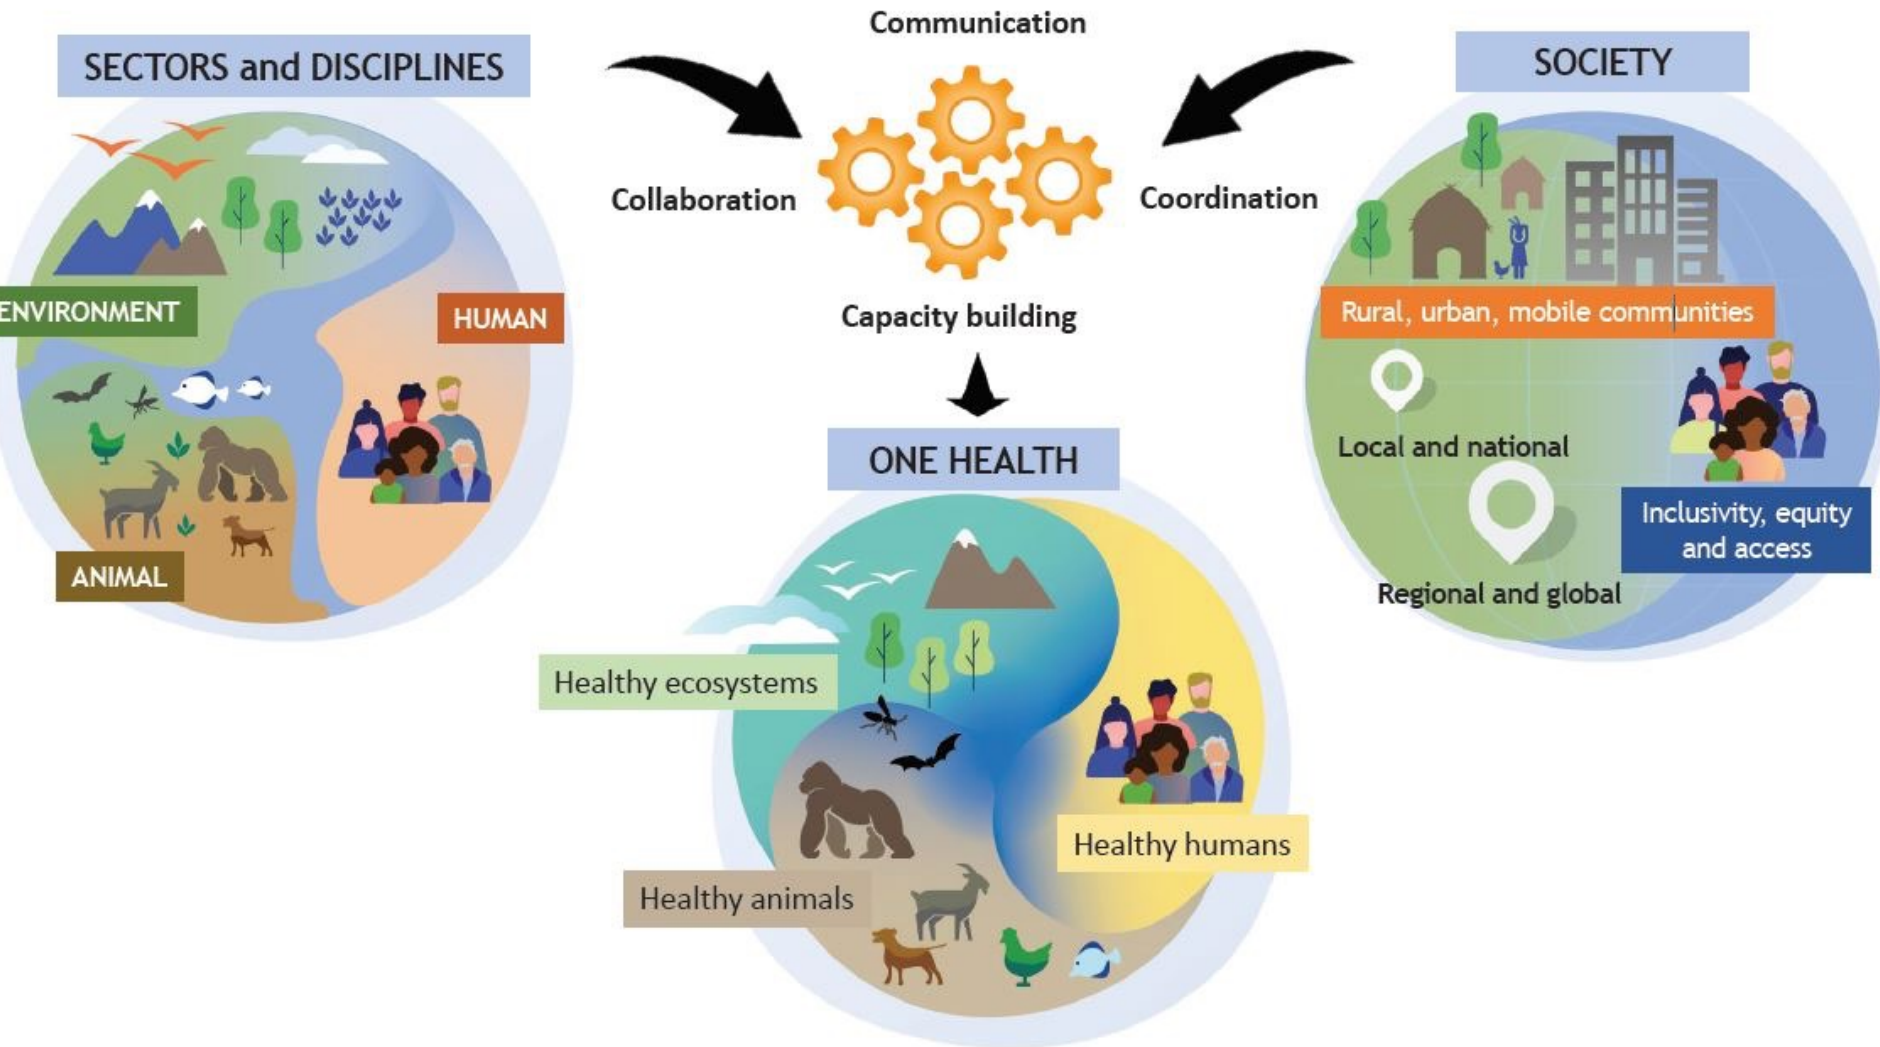 Communication
SECTORS and DISCIPLINES
SOCIETY
Collaboration
Coordination
ENVIRONMENT
HUMAN
Capacity building
Rural, urban, mobile communities
ONE HEALTH
Local and national
Inclusivity, equity
and access
ANIMAL
Regional and global
Healthy ecosystems
Healthy humans
Healthy animals